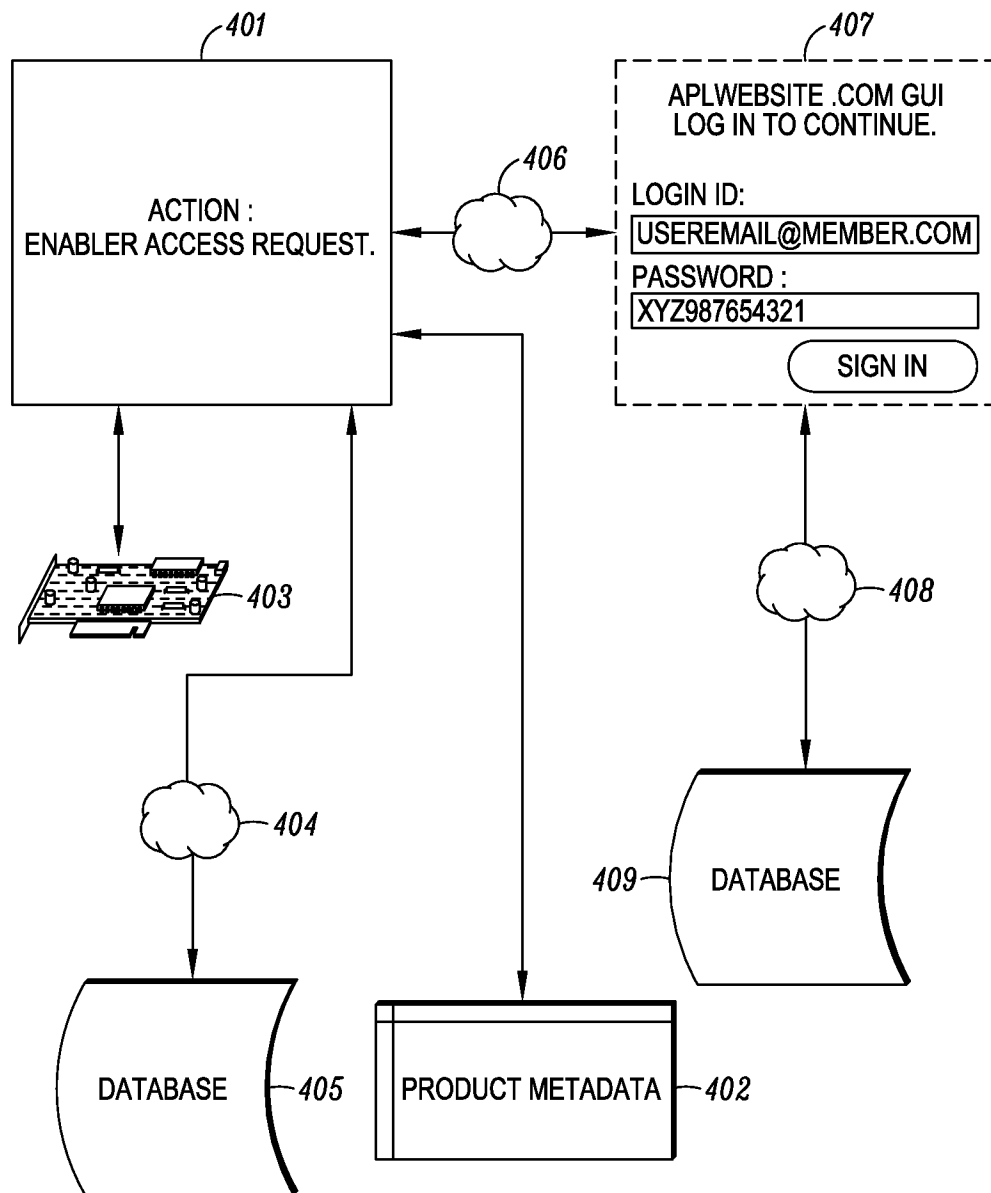 401
407
ACTION :
ENABLER ACCESS REQUEST.
406
APLWEBSITE .COM GUI
LOG IN TO CONTINUE.
LOGIN ID:
USEREMAIL@MEMBER.COM
PASSWORD :
XYZ987654321
SIGN IN
403
408
404
409
DATABASE
DATABASE
405
PRODUCT METADATA
402